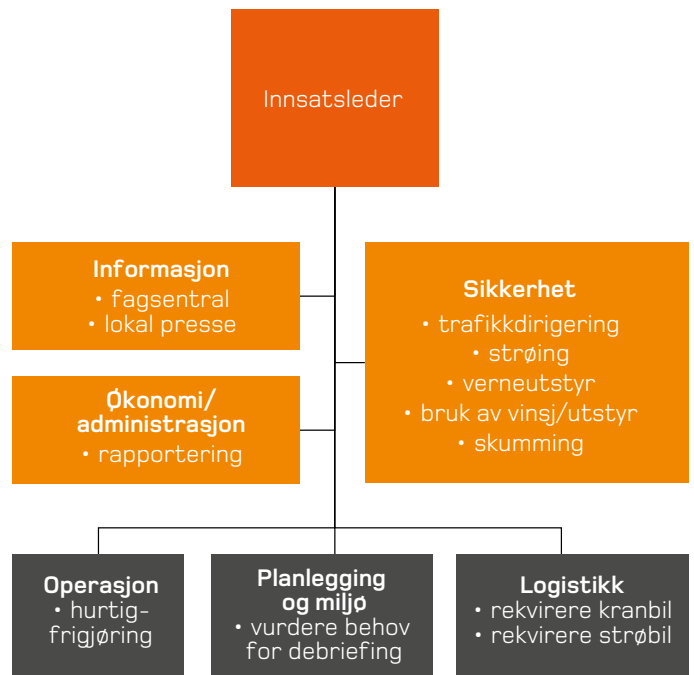 Innsatsleder
Informasjon
• fagsentral
• lokal presse
Økonomi/
administrasjon
• rapportering
Sikkerhet
• trafikkdirigering
• strøing
• verneutstyr
• bruk av vinsj/utstyr
• skumming
Operasjon
• hurtig-
frigjøring
Planlegging
og miljø
• vurdere behov
for debriefing
Logistikk
• rekvirere kranbil
• rekvirere strøbil